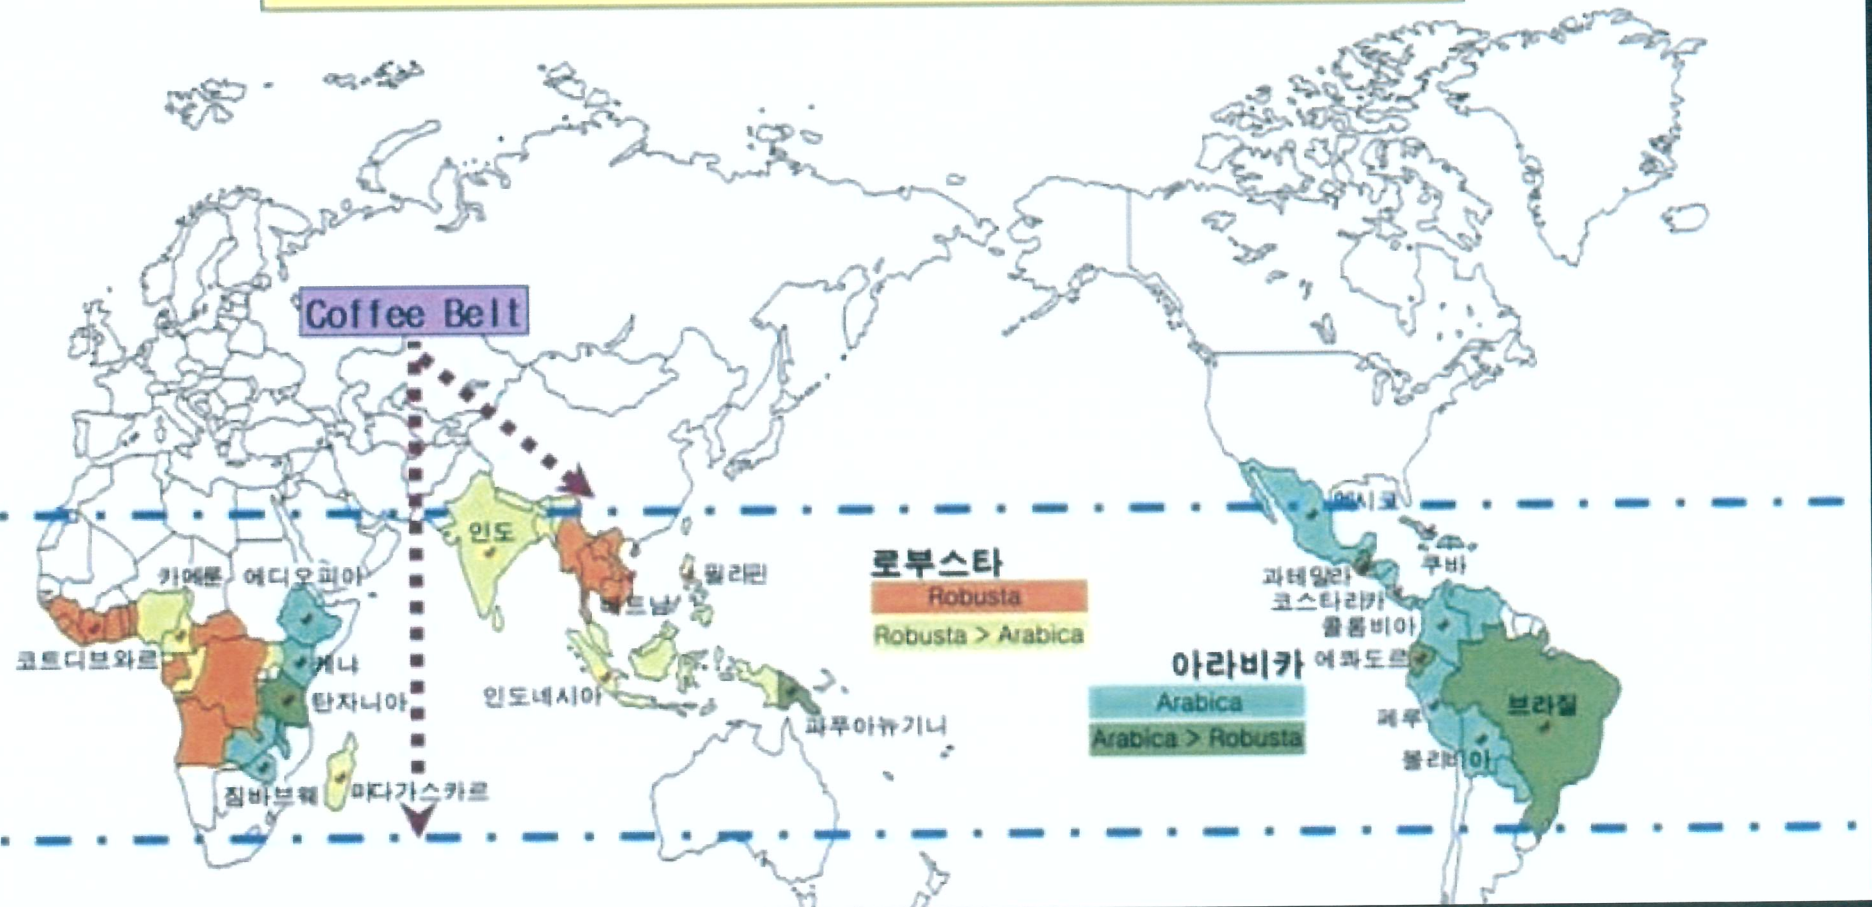 Coffee Belt
인도
멕시코
쿠바
카메룬
에디오피아
필리핀
베트남
로부스타
Robusta
Robusta > Arabica
과테말라
코스타리카
콜롬비아
에콰도르
코트디브와르
케냐
탄자니아
인도네시아
파푸아뉴기니
아라비카
Arabica
Arabica > Robusta
브라질
페루
볼리비아
짐바브웨
마다가스카르